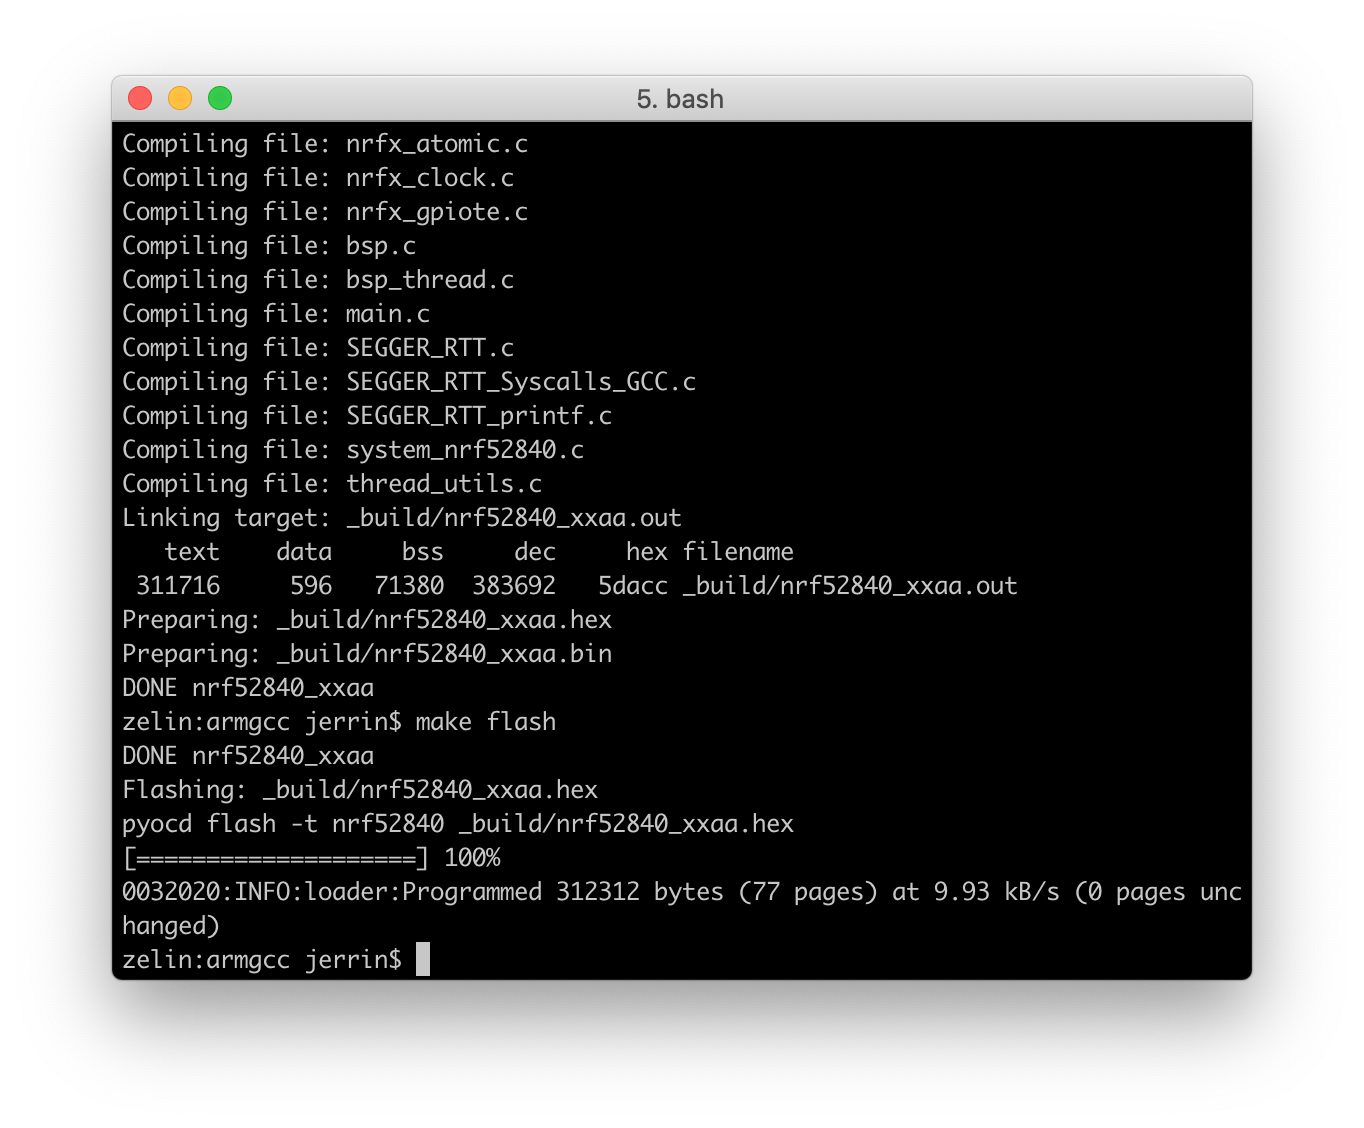 5. bash
Compiling file: nrfx_atomic.c
Compiling file: nrfx_clock.c
Compiling file: nrfx_gpiote.c
Compiling file: bsp.c
Compiling file: bsp_thread.c
Compiling file: main.c
Compiling file: SEGGER_RTT.c
Compiling file: SEGGER_RTT_Syscalls_GCC.c
Compiling file: SEGGER_RTT_printf.c
Compiling file: system_nrf52840.c
Compiling file: thread_utils.c
Linking target: _build/nrf52840_xxaa.out
   text    data     bss     dec     hex filename
 311716     596   71380  383692   5dacc _build/nrf52840_xxaa.out
Preparing: _build/nrf52840_xxaa.hex
Preparing: _build/nrf52840_xxaa.bin
DONE nrf52840_xxaa
zelin:armgcc jerrin$ make flash
DONE nrf52840_xxaa
Flashing: _build/nrf52840_xxaa.hex
pyocd flash -t nrf52840 _build/nrf52840_xxaa.hex
[====================] 100%
0032020:INFO:loader:Programmed 312312 bytes (77 pages) at 9.93 kB/s (0 pages unc
hanged)
zelin:armgcc jerrin$